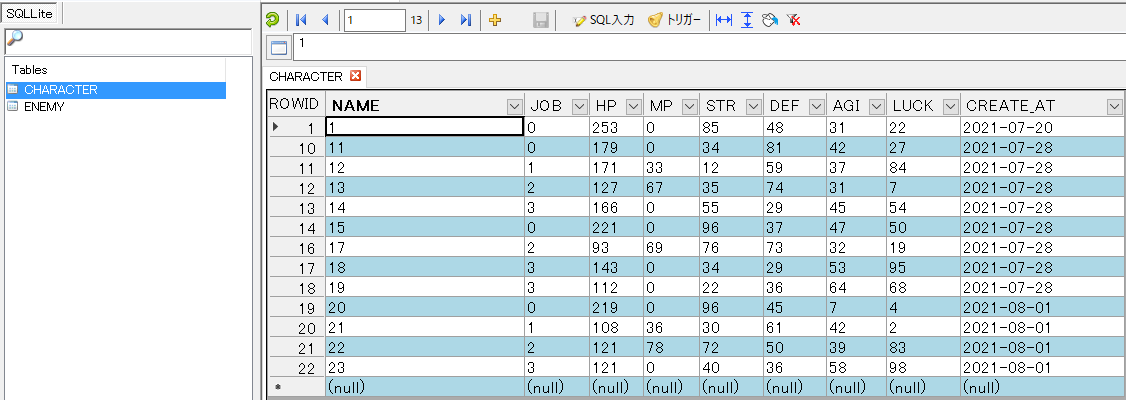 SQLLite
Tables
CHARACTER
ENEMY
1 13 SQL入力 トリガー
1
CHARACTER
ROWID NAME JOB HP MP STR DEF AGI LUCK CREATE_AT
1 1 0 253 0 85 48 31 22 2021-07-20
10 11 0 179 0 34 81 42 27 2021-07-28
11 12 1 171 33 12 59 37 84 2021-07-28
12 13 2 127 67 35 74 31 7 2021-07-28
13 14 3 166 0 55 29 45 54 2021-07-28
14 15 0 221 0 96 37 47 50 2021-07-28
16 17 2 93 69 76 73 32 19 2021-07-28
17 18 3 143 0 34 29 53 95 2021-07-28
18 19 3 112 0 22 36 64 68 2021-07-28
19 20 0 219 0 96 45 7 4 2021-08-01
20 21 1 108 36 30 61 42 2 2021-08-01
21 22 2 121 78 72 50 39 83 2021-08-01
22 23 3 121 0 40 36 58 98 2021-08-01
* (null) (null) (null) (null) (null) (null) (null) (null) (null)